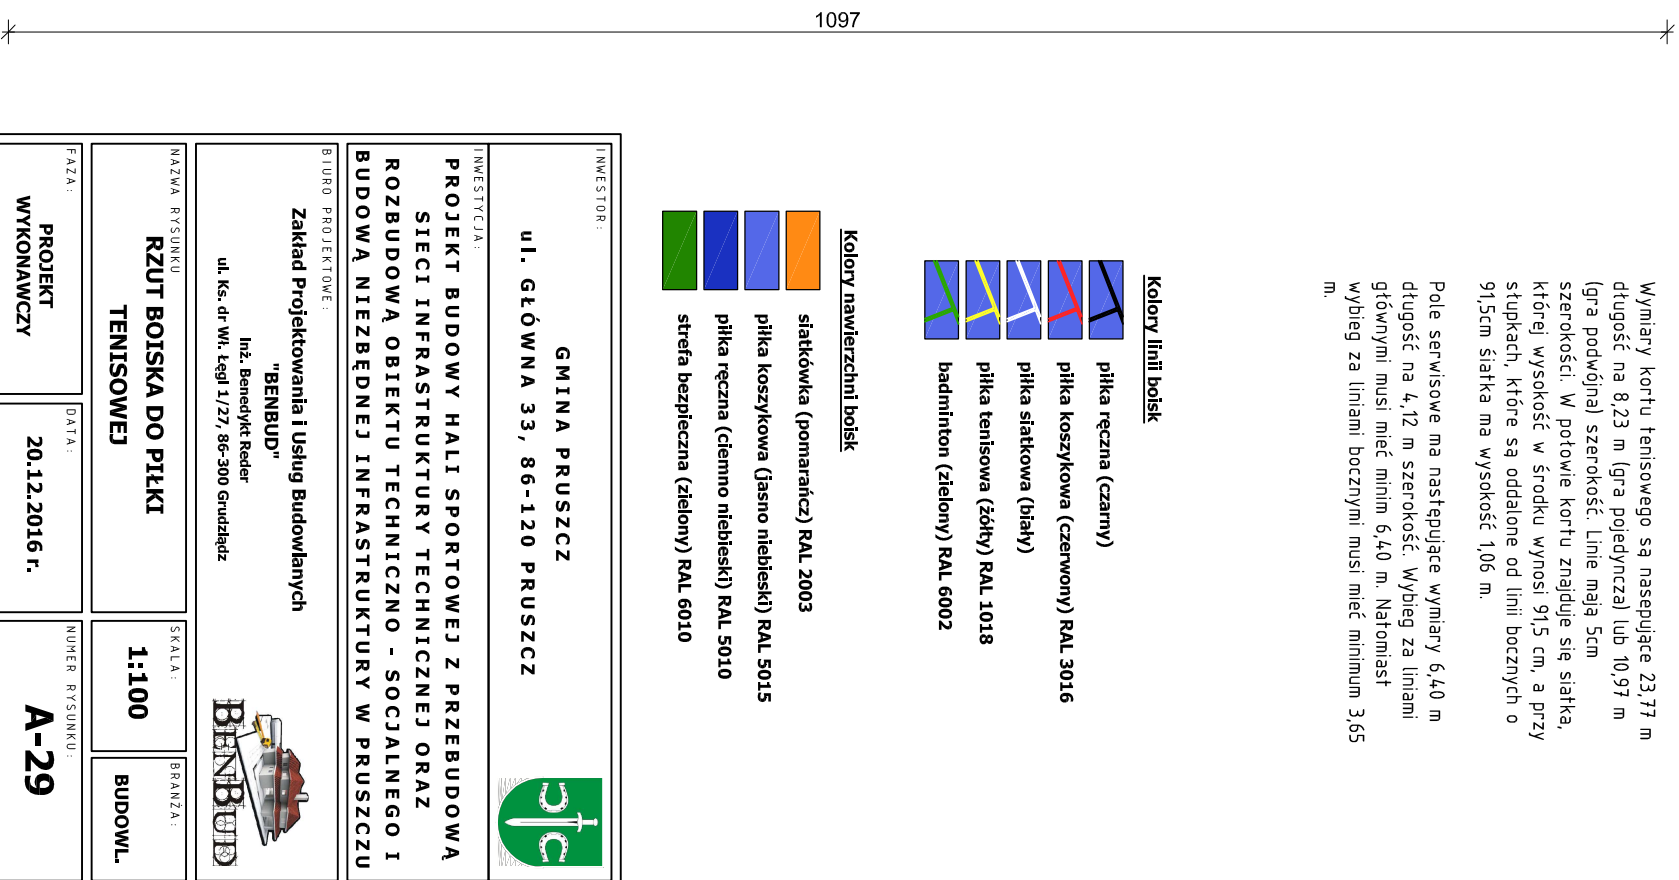 1097
Wymiary kortu tenisowego są nasepujące 23,77 m
długość na 8,23 m (gra pojedyncza) lub 10,97 m
(gra podwójna) szerokość. Linie mają 5cm
szerokości. W połowie kortu znajduje się siatka,
której wysokość w środku wynosi 91,5 cm, a przy
słupkach, które są oddalone od linii bocznych o
91,5cm siatka ma wysokość 1,06 m.
Pole serwisowe ma następujące wymiary 6,40 m
długość na 4,12 m szerokość. Wybieg za liniami
głównymi musi mieć minim 6,40 m. Natomiast
wybieg za liniami bocznymi musi mieć minimum 3,65
m.
Kolory linii boisk
piłka ręczna (czarny)
piłka koszykowa (czerwony) RAL 3016
piłka siatkowa (biały)
piłka tenisowa (żółty) RAL 1018
badminton (zielony) RAL 6002
Kolory nawierzchni boisk
siatkówka (pomarańcz) RAL 2003
piłka koszykowa (jasno niebieski) RAL 5015
piłka ręczna (ciemno niebieski) RAL 5010
strefa bezpieczna (zielony) RAL 6010
INWESTOR:
GMINA PRUSZCZ
ul. GŁÓWNA 33, 86-120 PRUSZCZ
INWESTYCJA:
PROJEKT BUDOWY HALI SPORTOWEJ Z PRZEBUDOWĄ
SIECI INFRASTRUKTURY TECHNICZNEJ ORAZ
ROZBUDOWĄ OBIEKTU TECHNICZNO - SOCJALNEGO I
BUDOWĄ NIEZBĘDNEJ INFRASTRUKTURY W PRUSZCZU
BIURO PROJEKTOWE:
Zakład Projektowania i Usług Budowlanych
"BENBUD"
Inż. Benedykt Reder
ul. Ks. dr Wł. Łęgi 1/27, 86-300 Grudziądz
BENBUD
NAZWA RYSUNKU
RZUT BOISKA DO PIŁKI
TENISOWEJ
SKALA:
1:100
BRANŻA:
BUDOWL.
FAZA:
PROJEKT
WYKONAWCZY
DATA:
20.12.2016 r.
NUMER RYSUNKU:
A-29